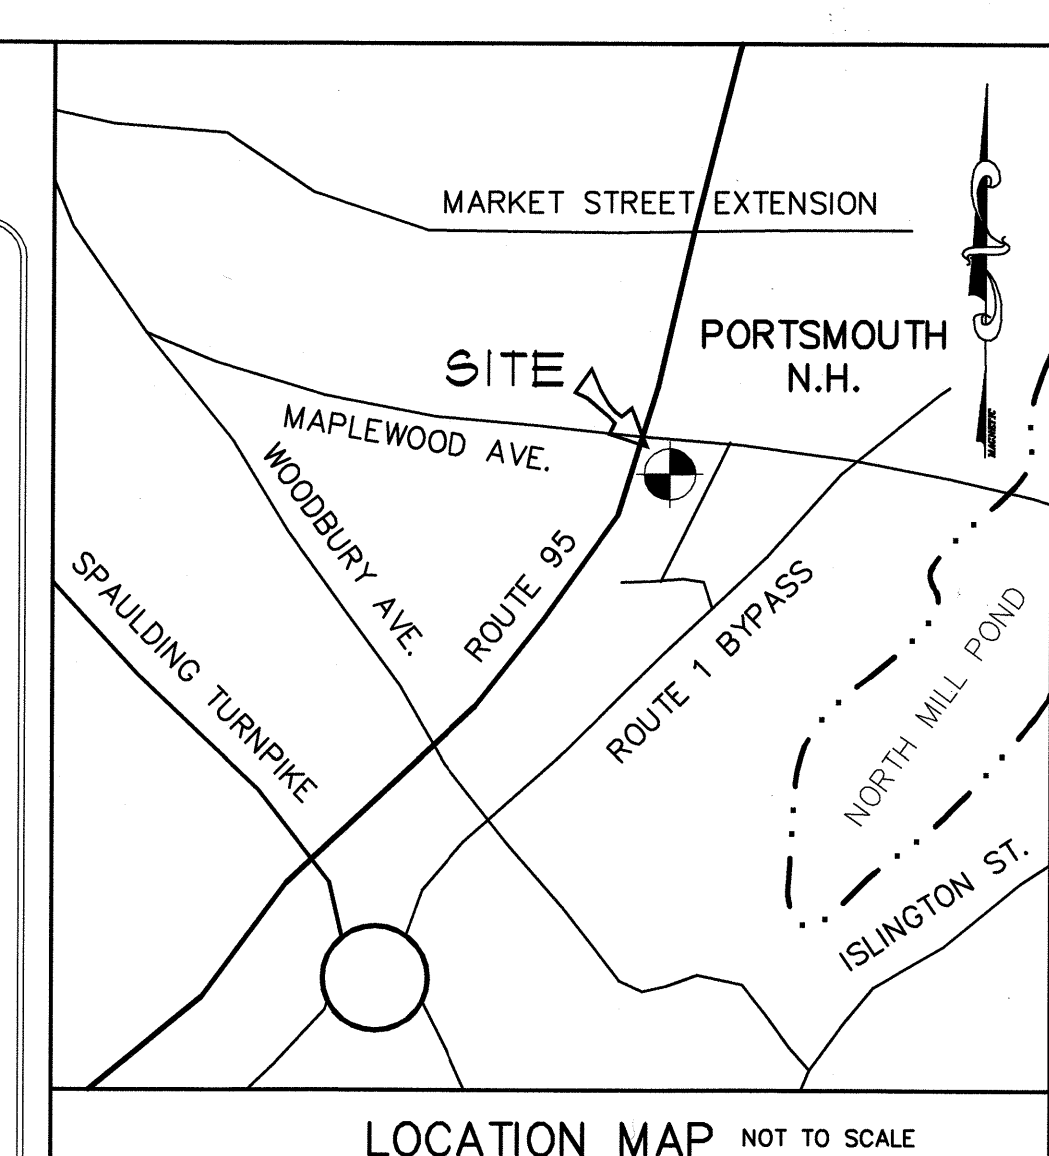 MARKET STREET EXTENSION
PORTSMOUTH
N.H.
SITE
MAPLEWOOD AVE.
WOODBURY AVE.
MAGNETIC
ROUTE 95
SPAULDING TURNPIKE
ROUTE 1 BYPASS
NORTH MILL POND
ISLINGTON ST.
LOCATION MAP NOT TO SCALE